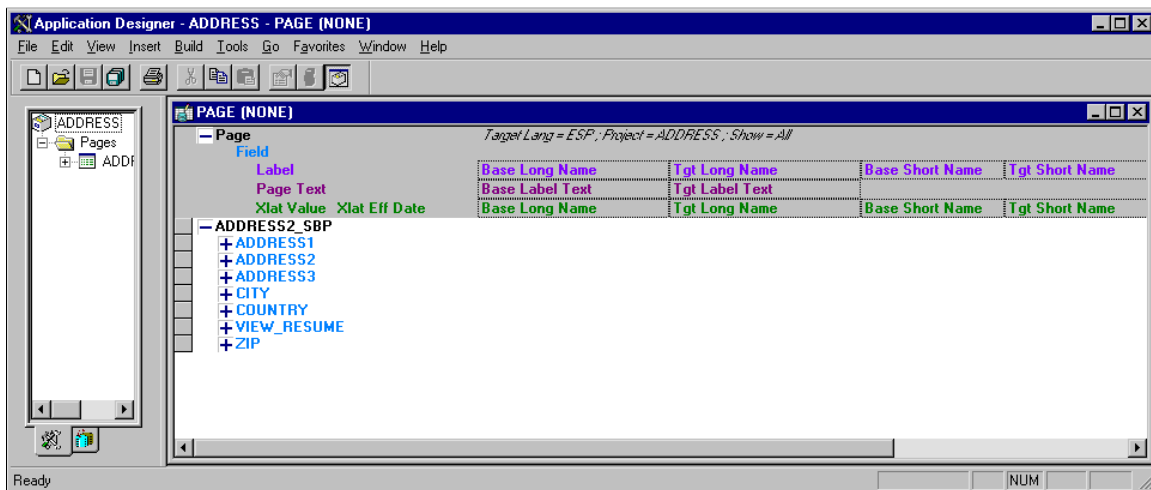 Application Designer - ADDRESS - PAGE (NONE)
File Edit View Insert Build Tools Go Favorites Window Help
ADDRESS
Pages
ADDR
PAGE (NONE)
Page Target Lang = ESP ; Project = ADDRESS ; Show = All
Field
Label Base Long Name Tgt Long Name Base Short Name Tgt Short Name
Page Text Base Label Text Tgt Label Text
Xlat Value Xlat Eff Date Base Long Name Tgt Long Name Base Short Name Tgt Short Name
ADDRESS2_SBP
ADDRESS1
ADDRESS2
ADDRESS3
CITY
COUNTRY
VIEW_RESUME
ZIP
Ready NUM